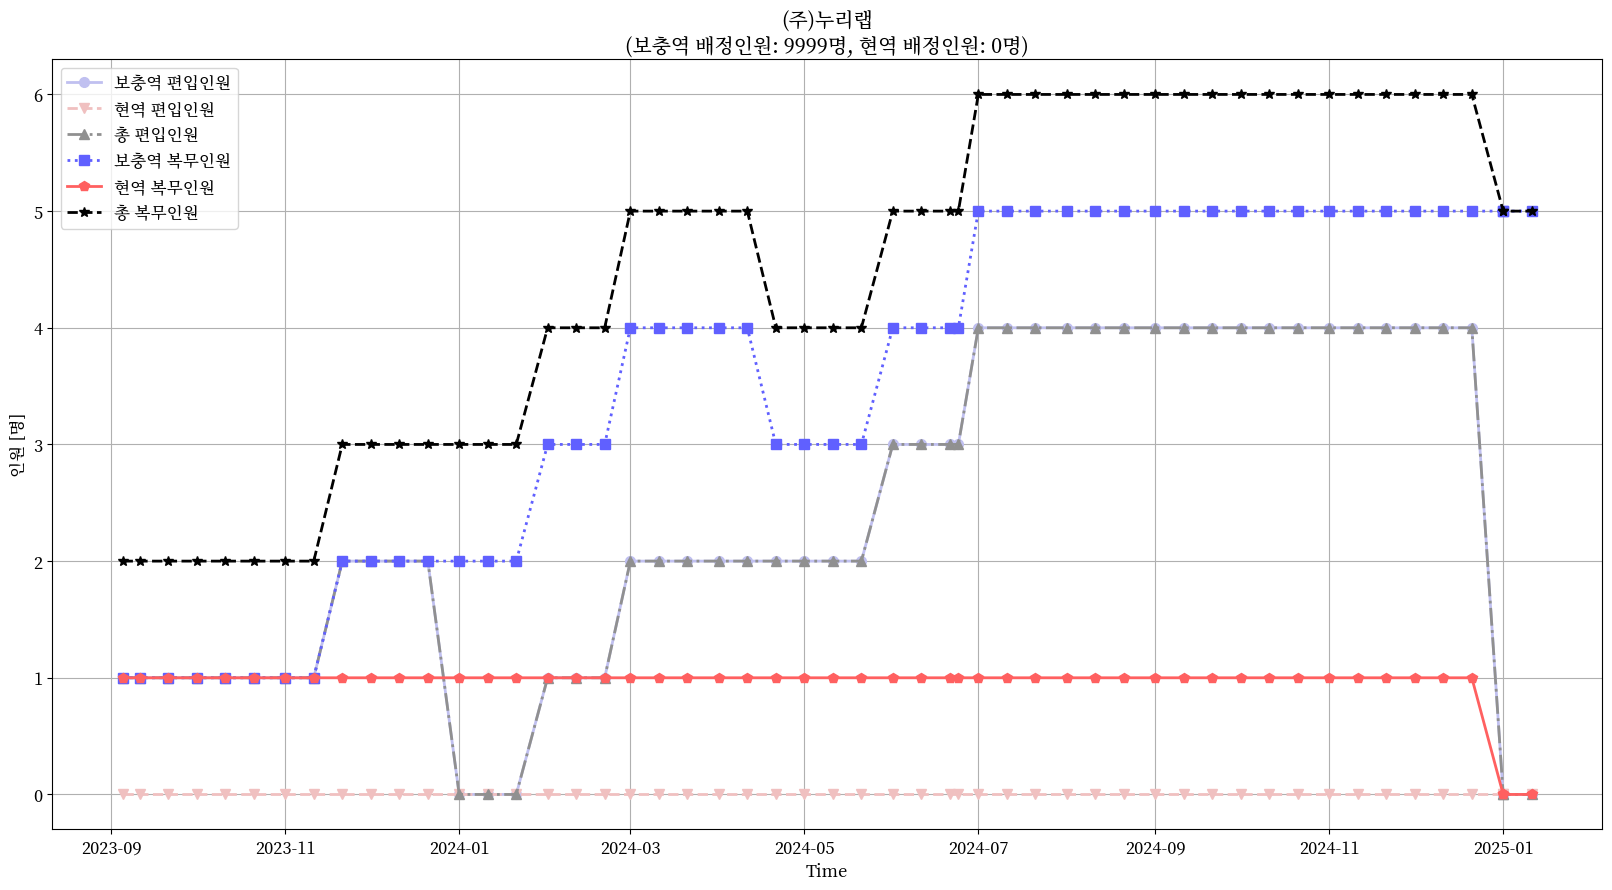 (주)누리랩
(보충역 배정인원: 9999명, 현역 배정인원: 0명)
보충역 편입인원
현역 편입인원
총 편입인원
보충역 복무인원
현역 복무인원
총 복무인원
6
5
4
3
2
1
0
인원 [명]
2023-09 2023-11 2024-01 2024-03 2024-05 2024-07 2024-09 2024-11 2025-01
Time